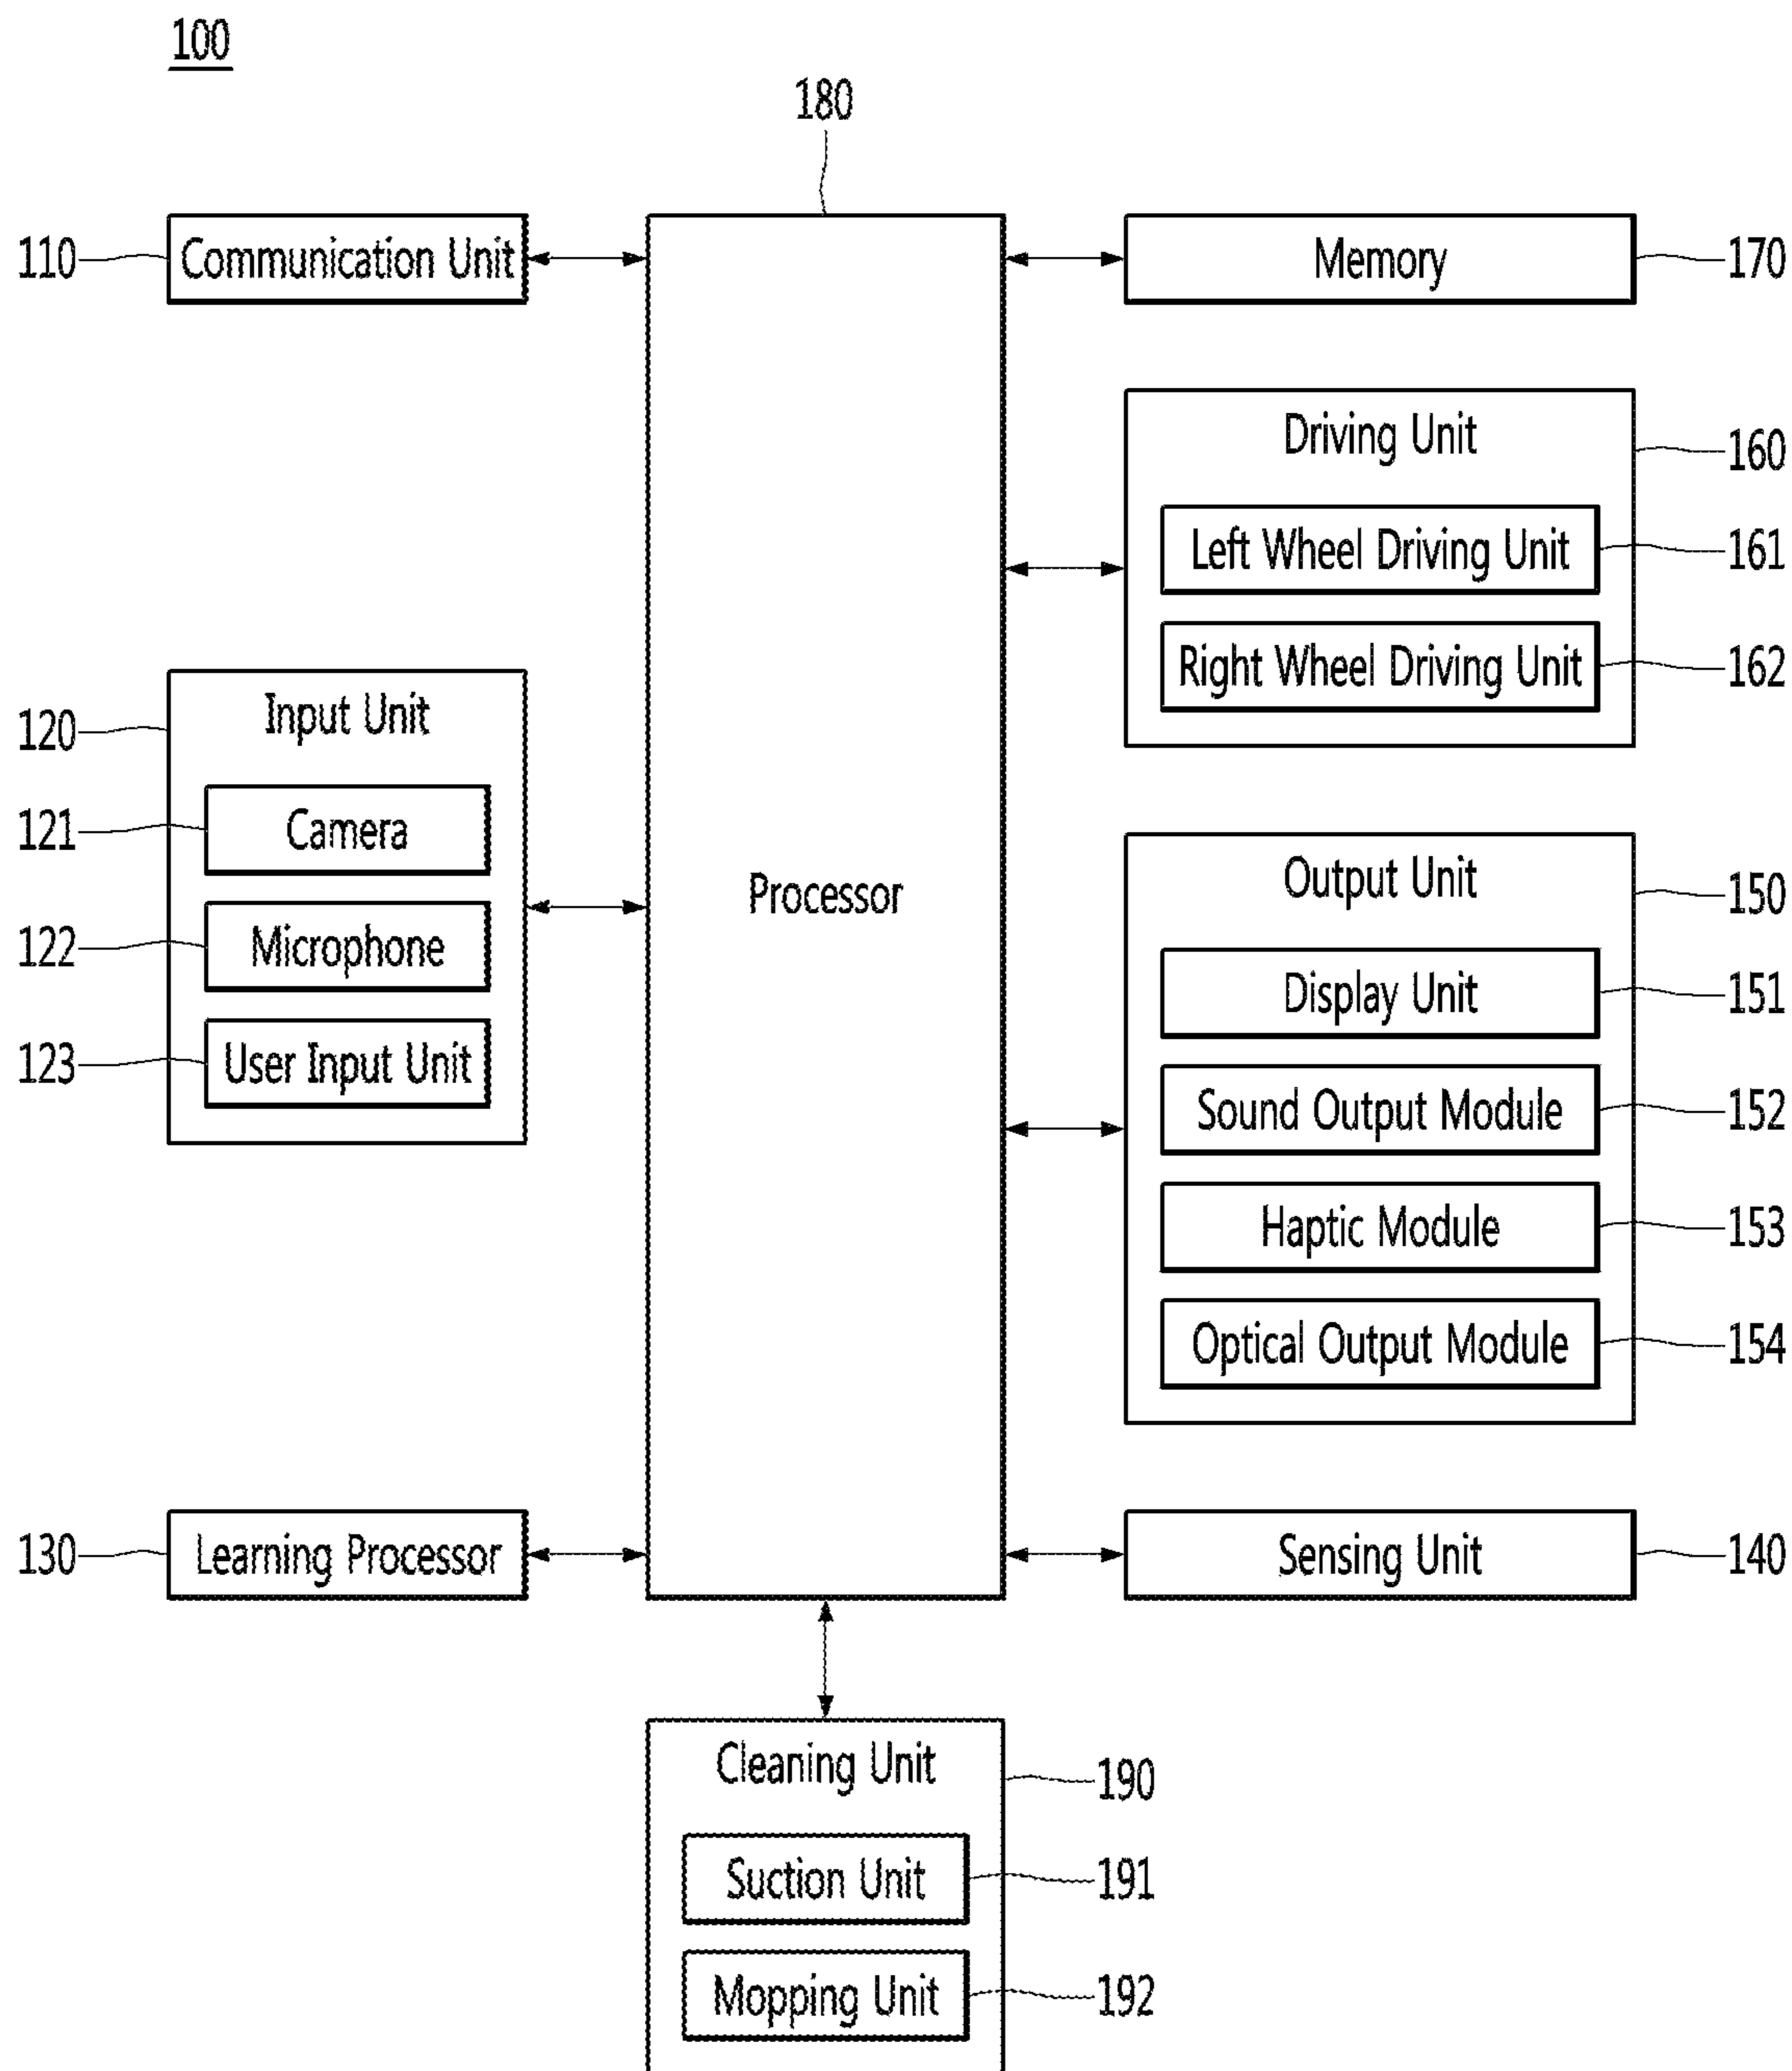 100
180
110
Communication Unit
Memory
170
Driving Unit
160
Left Wheel Driving Unit
161
Right Wheel Driving Unit
162
Input Unit
120
Camera
121
Microphone
122
User Input Unit
123
Processor
Output Unit
150
Display Unit
151
Sound Output Module
152
Haptic Module
153
Optical Output Module
154
130
Learning Processor
Sensing Unit
140
Cleaning Unit
190
Suction Unit
191
Mopping Unit
192